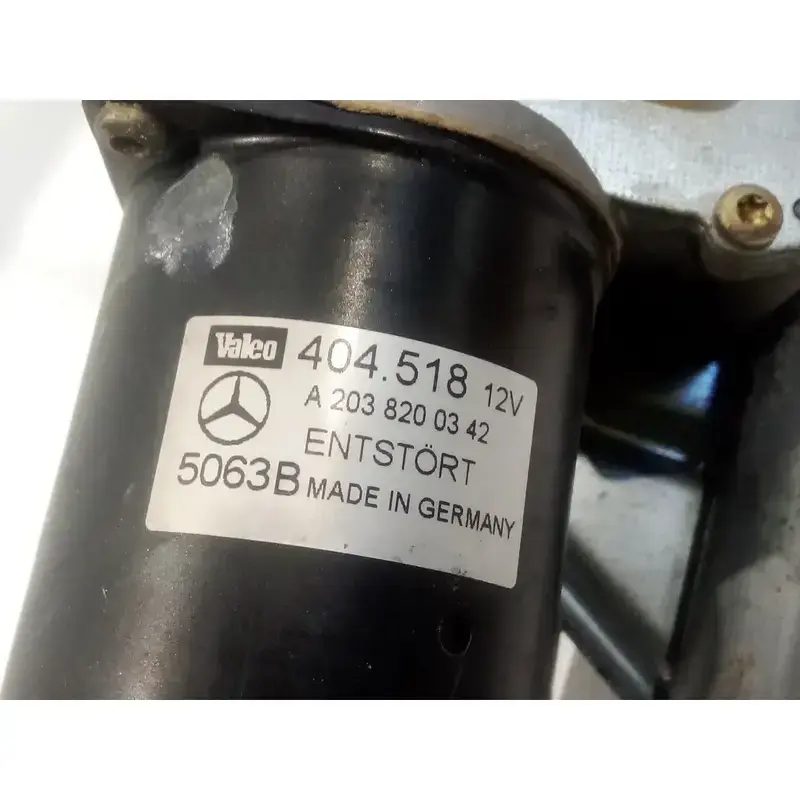 Valeo 404.518 12V
A 203 820 03 42
ENTSTÖRT
5063B MADE IN GERMANY